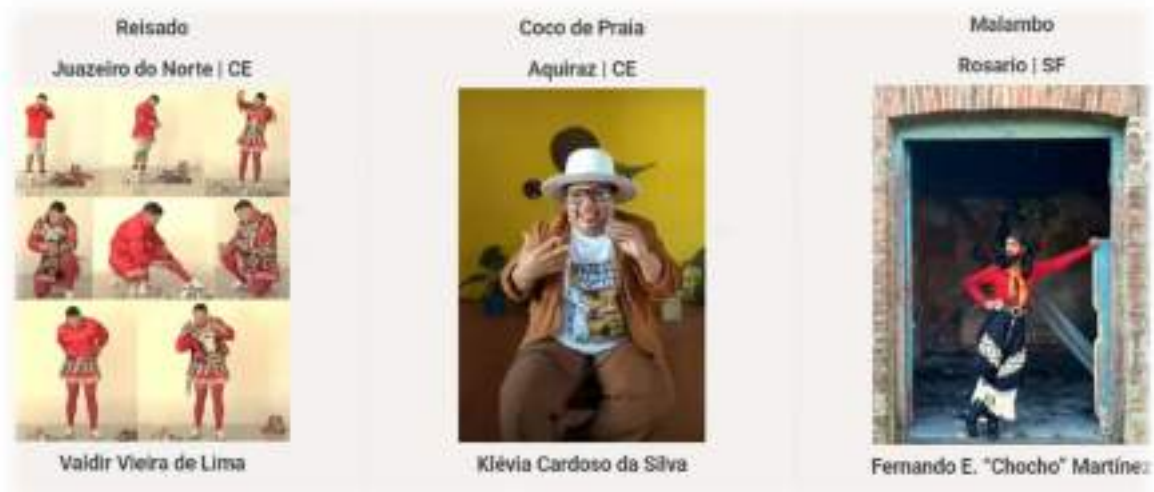 Reisado
Juazeiro do Norte | CE
Valdir Vieira de Lima
Coco de Praia
Aquiraz | CE
Klévia Cardoso da Silva
Malambo
Rosario | SF
Fernando E. "Chocho" Martínez